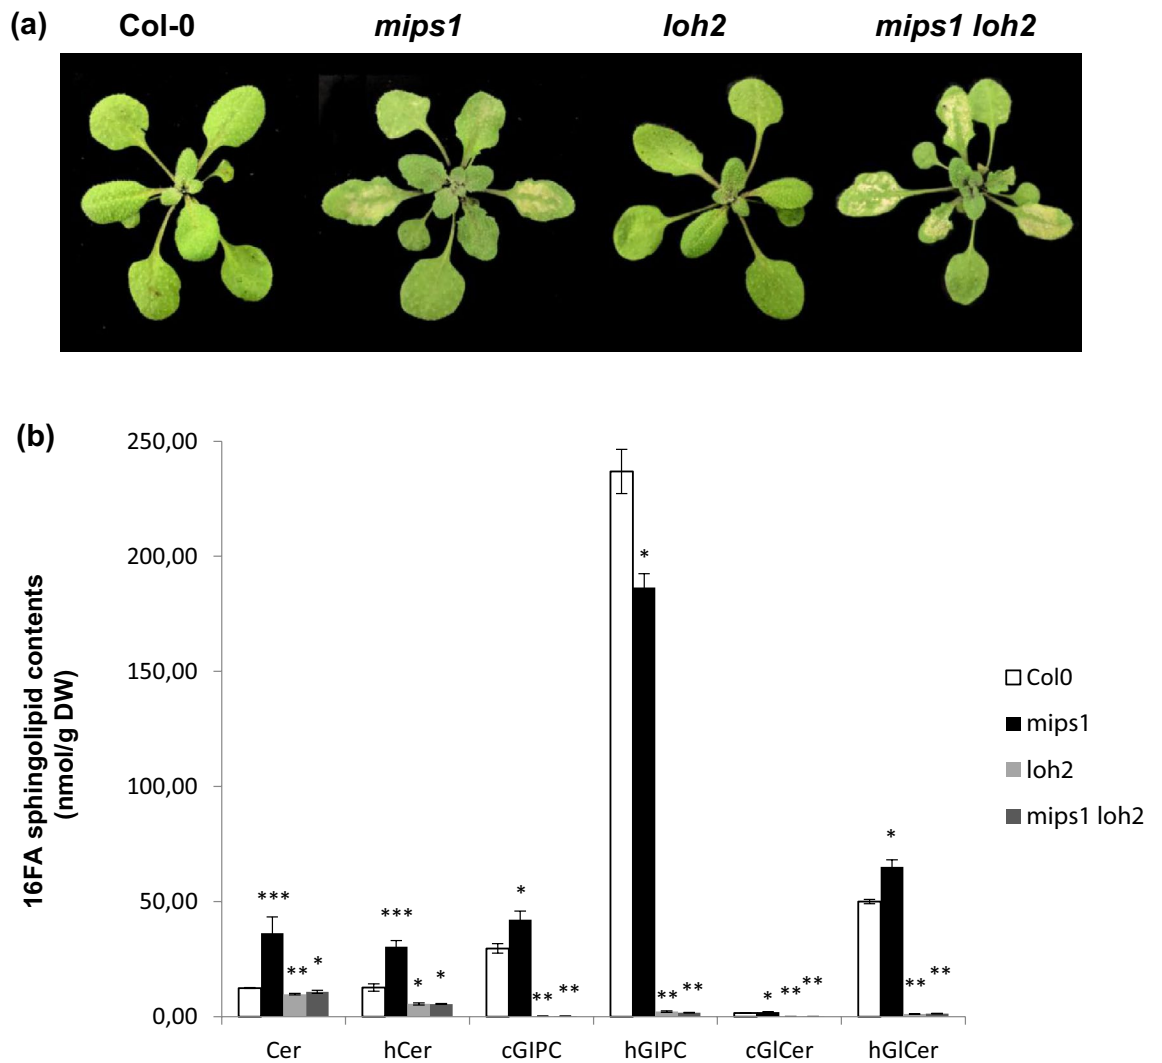 (a) Col-0 mips1 loh2 mips1 loh2
(b)
16FA sphingolipid contents
(nmol/g DW)
250,00
200,00
150,00
100,00
50,00
0,00
*** ** *
*** * *
* ** **
* ** **
* ** **
* ** **
Cer hCer cGIPC hGIPC cGlCer hGlCer
Col0
mips1
loh2
mips1 loh2